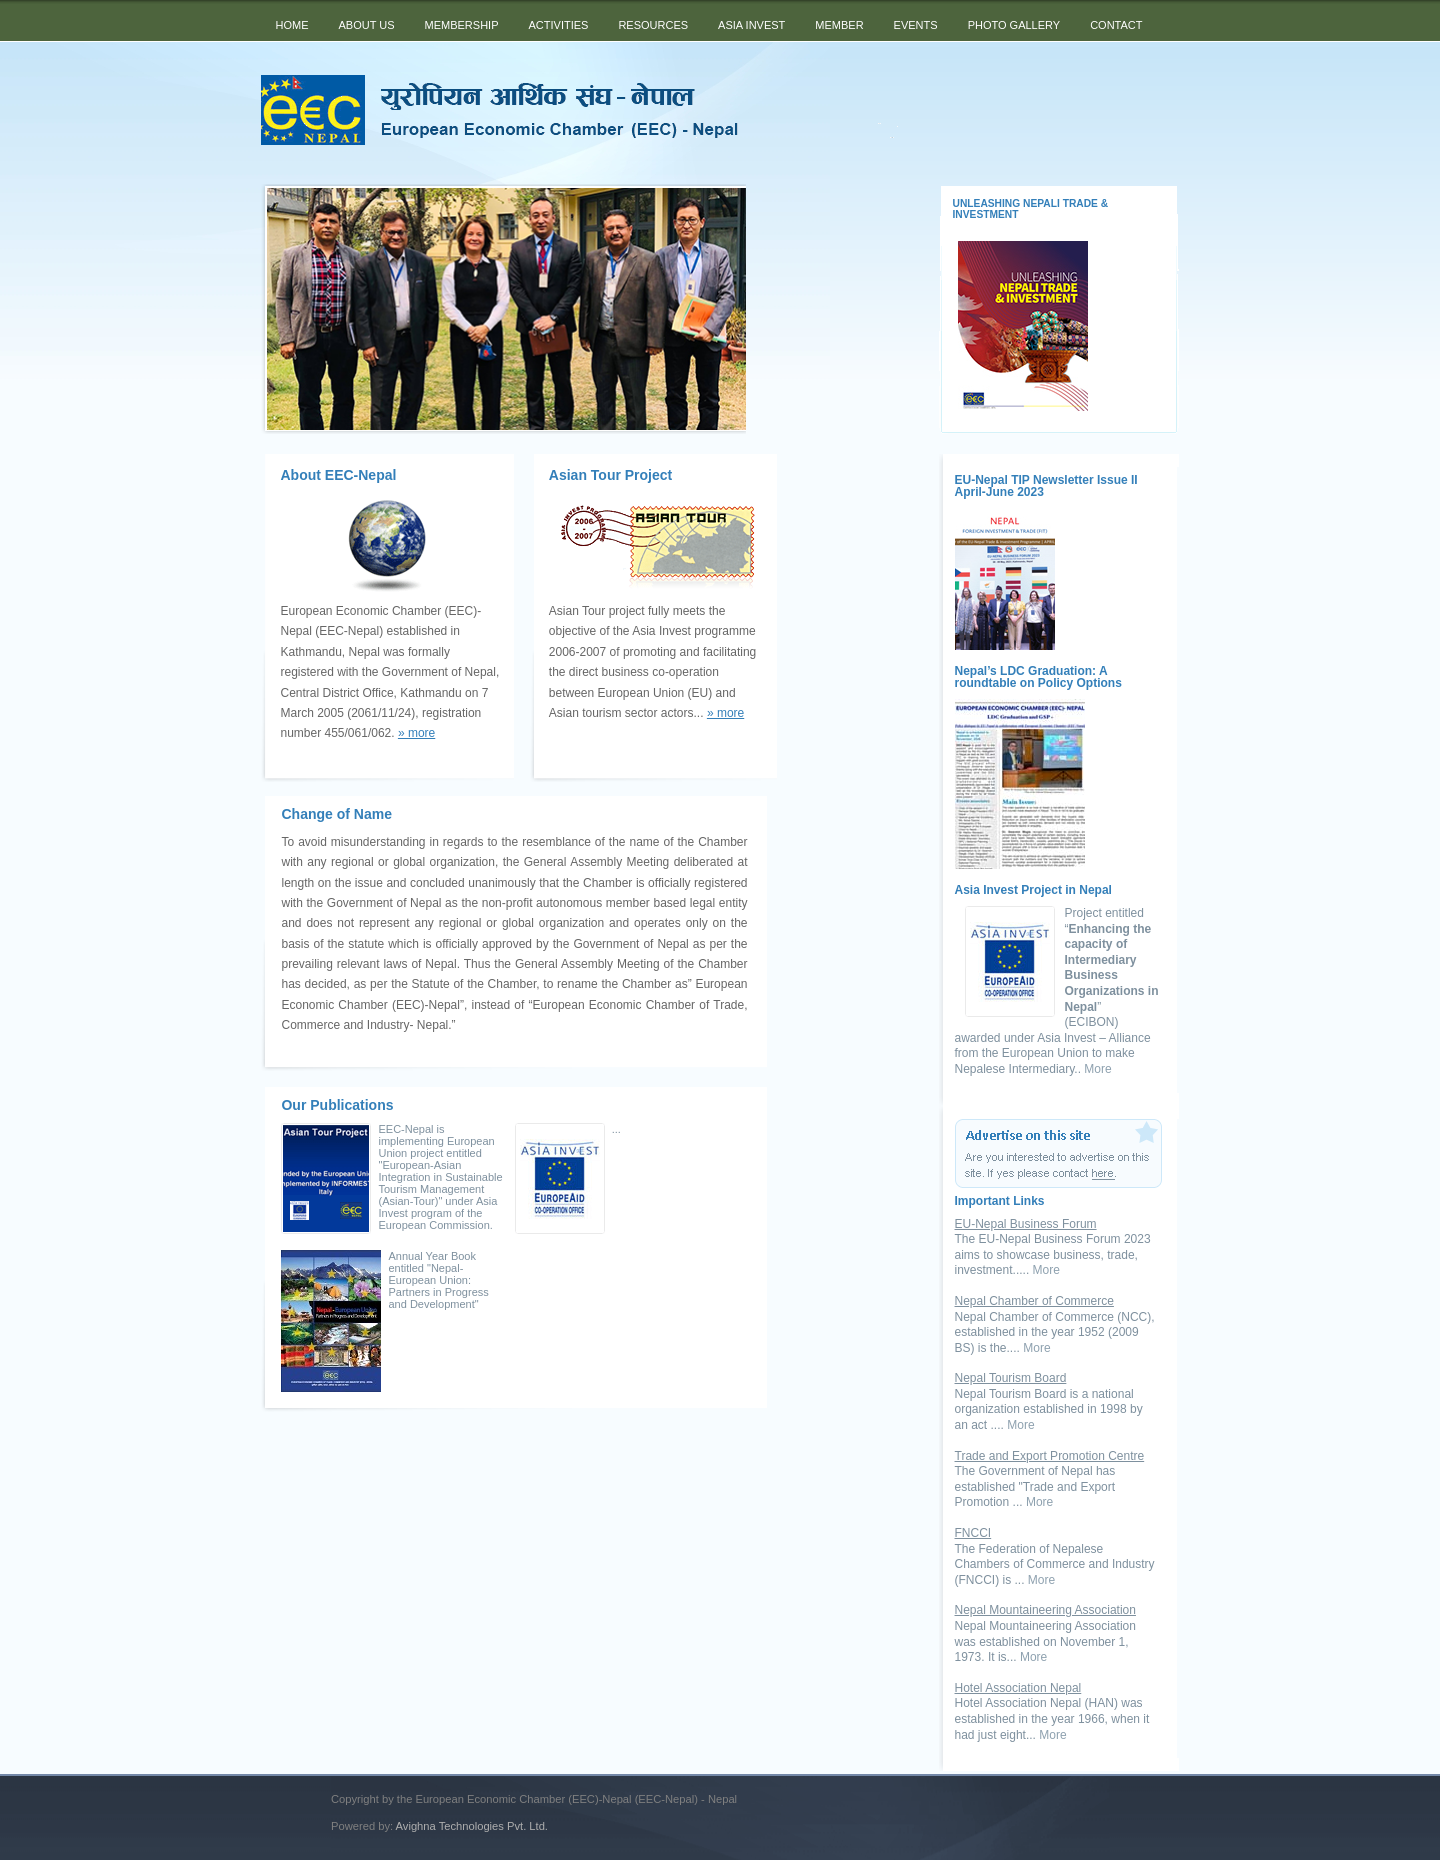 HOME ABOUT US MEMBERSHIP ACTIVITIES RESOURCES ASIA INVEST MEMBER EVENTS PHOTO GALLERY CONTACT
eec
NEPAL
युरोपियन आर्थिक संघ - नेपाल
European Economic Chamber (EEC) - Nepal
UNLEASHING NEPALI TRADE &
INVESTMENT
UNLEASHING
NEPALI TRADE
& INVESTMENT
eec
About EEC-Nepal
European Economic Chamber (EEC)-
Nepal (EEC-Nepal) established in
Kathmandu, Nepal was formally
registered with the Government of Nepal,
Central District Office, Kathmandu on 7
March 2005 (2061/11/24), registration
number 455/061/062. » more
Asian Tour Project
ASIA INVEST PROGRAMME
2006
-
2007
ASIAN TOUR
Asian Tour project fully meets the
objective of the Asia Invest programme
2006-2007 of promoting and facilitating
the direct business co-operation
between European Union (EU) and
Asian tourism sector actors... » more
Change of Name
To avoid misunderstanding in regards to the resemblance of the name of the Chamber
with any regional or global organization, the General Assembly Meeting deliberated at
length on the issue and concluded unanimously that the Chamber is officially registered
with the Government of Nepal as the non-profit autonomous member based legal entity
and does not represent any regional or global organization and operates only on the
basis of the statute which is officially approved by the Government of Nepal as per the
prevailing relevant laws of Nepal. Thus the General Assembly Meeting of the Chamber
has decided, as per the Statute of the Chamber, to rename the Chamber as” European
Economic Chamber (EEC)-Nepal”, instead of “European Economic Chamber of Trade,
Commerce and Industry- Nepal.”
Our Publications
Asian Tour Project
nded by the European Unio
mplemented by INFORMEST
Italy
EEC-Nepal is
implementing European
Union project entitled
"European-Asian
Integration in Sustainable
Tourism Management
(Asian-Tour)" under Asia
Invest program of the
European Commission.
ASIA INVEST
EUROPEAID
CO-OPERATION OFFICE
...
Nepal-European Union
Partners in Progress and Development
eec
Annual Year Book
entitled "Nepal-
European Union:
Partners in Progress
and Development"
EU-Nepal TIP Newsletter Issue II
April-June 2023
NEPAL
FOREIGN INVESTMENT & TRADE (FIT)
of the EU-Nepal Trade & Investment Programme | APRIL
EU-NEPAL BUSINESS FORUM 2023
Nepal’s LDC Graduation: A
roundtable on Policy Options
EUROPEAN ECONOMIC CHAMBER (EEC)- NEPAL
LDC Graduation and GSP -
Main Issue:
Asia Invest Project in Nepal
ASIA INVEST
EUROPEAID
CO-OPERATION OFFICE
Project entitled
“Enhancing the
capacity of
Intermediary
Business
Organizations in
Nepal”
(ECIBON)
awarded under Asia Invest – Alliance
from the European Union to make
Nepalese Intermediary.. More
Advertise on this site
Are you interested to advertise on this
site. If yes please contact here.
Important Links
EU-Nepal Business Forum
The EU-Nepal Business Forum 2023
aims to showcase business, trade,
investment..... More
Nepal Chamber of Commerce
Nepal Chamber of Commerce (NCC),
established in the year 1952 (2009
BS) is the.... More
Nepal Tourism Board
Nepal Tourism Board is a national
organization established in 1998 by
an act .... More
Trade and Export Promotion Centre
The Government of Nepal has
established "Trade and Export
Promotion ... More
FNCCI
The Federation of Nepalese
Chambers of Commerce and Industry
(FNCCI) is ... More
Nepal Mountaineering Association
Nepal Mountaineering Association
was established on November 1,
1973. It is... More
Hotel Association Nepal
Hotel Association Nepal (HAN) was
established in the year 1966, when it
had just eight... More
Copyright by the European Economic Chamber (EEC)-Nepal (EEC-Nepal) - Nepal
Powered by: Avighna Technologies Pvt. Ltd.